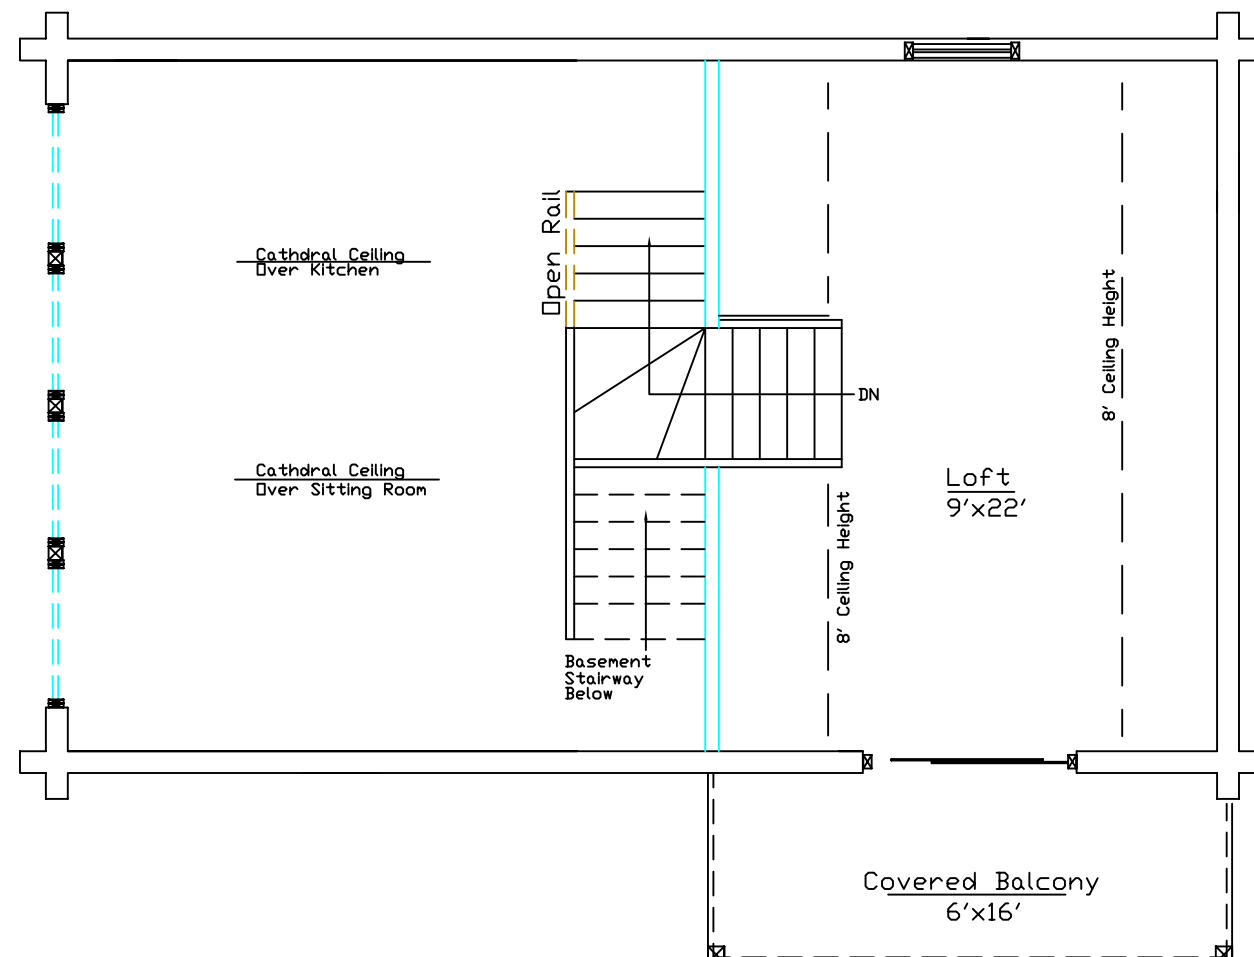 Open Rail
Cathdral Ceiling
Over Kitchen
8' Ceiling Height
DN
Cathdral Ceiling
Over Sitting Room
Loft
9'x22'
8' Ceiling Height
Basement
Stairway
Below
Covered Balcony
6'x16'